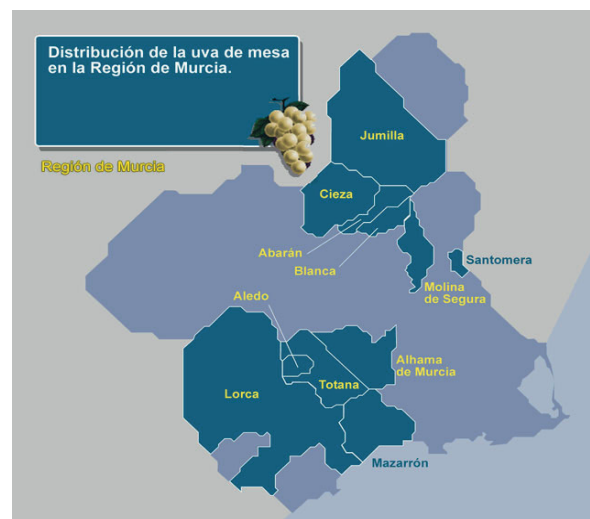 Distribución de la uva de mesa
en la Región de Murcia.
Región de Murcia
Jumilla
Cieza
Abarán
Blanca
Santomera
Molina
de Segura
Aledo
Alhama
de Murcia
Totana
Lorca
Mazarrón